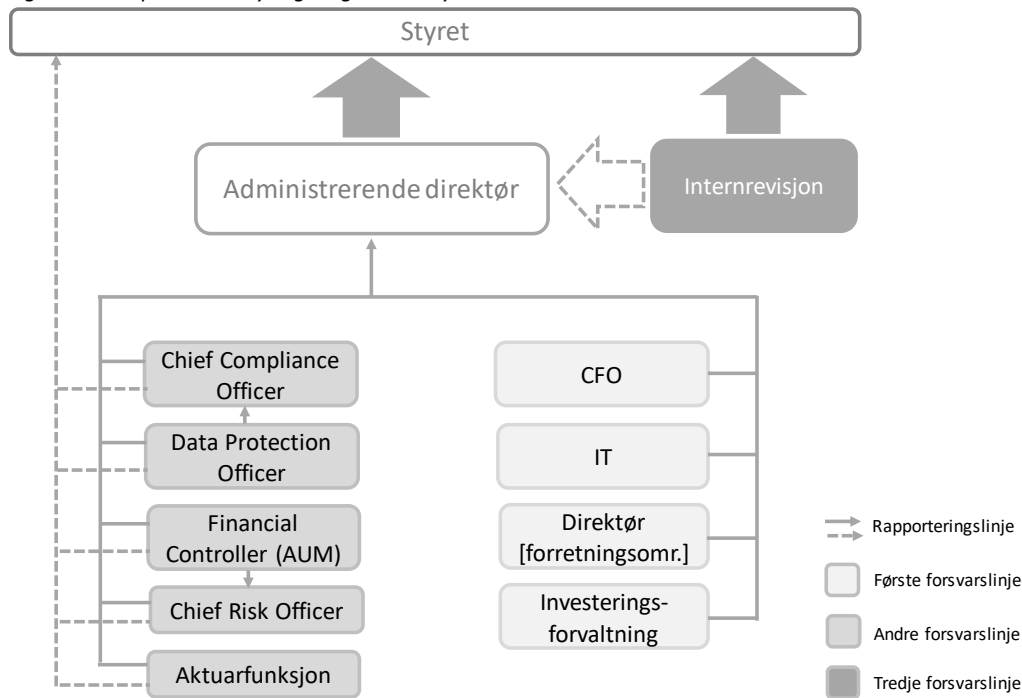 Styret
Administrerende direktør
Internrevisjon
Chief Compliance
Officer
Data Protection
Officer
Financial
Controller (AUM)
Chief Risk Officer
Aktuarfunksjon
CFO
IT
Direktør
[forretningsomr.]
Investerings-
forvaltning
Rapporteringslinje
Første forsvarslinje
Andre forsvarslinje
Tredje forsvarslinje